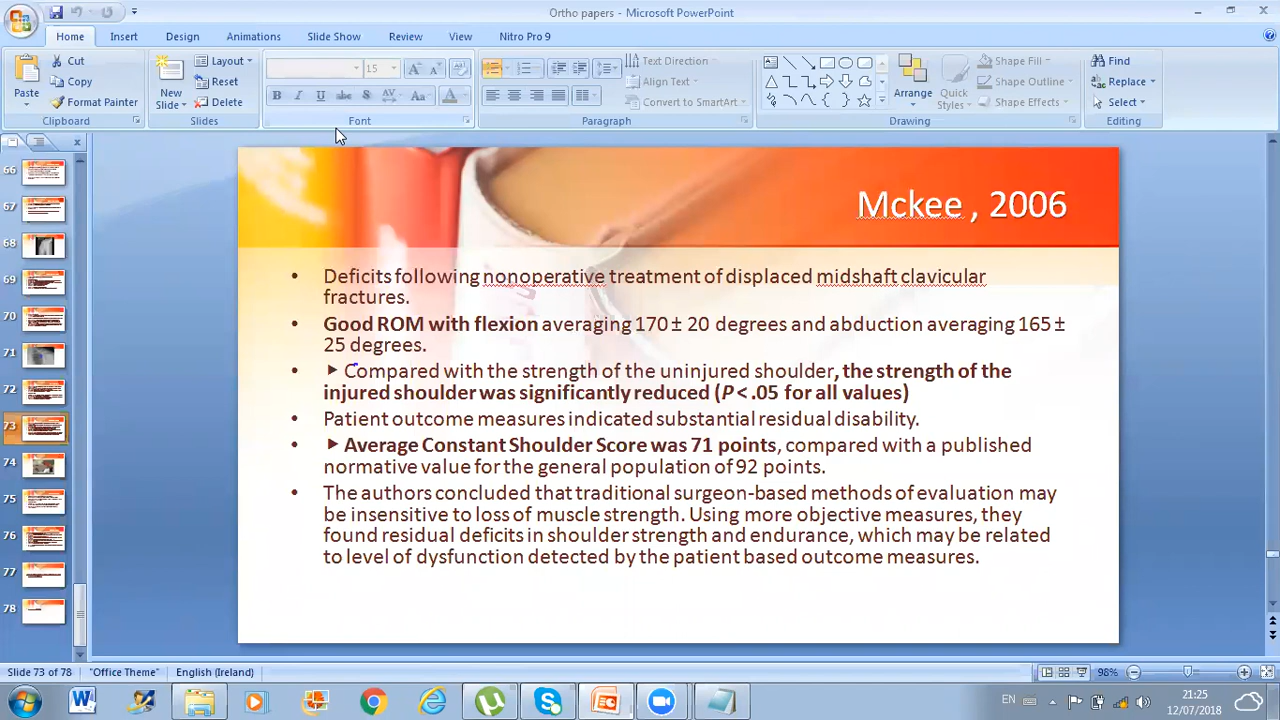 Ortho papers - Microsoft PowerPoint
Home Insert Design Animations Slide Show Review View Nitro Pro 9
Cut Layout 15 Text Direction Shape Fill Find
Paste Copy New Slide Reset Align Text Arrange Quick Styles Shape Outline Replace
Format Painter Delete B I U abc S AV Aa A Convert to SmartArt Shape Effects Select
Clipboard Slides Font Paragraph Drawing Editing
66
67
68
69
70
71
72
73
74
75
76
77
78
Mckee , 2006
• Deficits following nonoperative treatment of displaced midshaft clavicular
fractures.
• Good ROM with flexion averaging 170 ± 20 degrees and abduction averaging 165 ±
25 degrees.
• ► Compared with the strength of the uninjured shoulder, the strength of the
injured shoulder was significantly reduced (P < .05 for all values)
• Patient outcome measures indicated substantial residual disability.
• ► Average Constant Shoulder Score was 71 points, compared with a published
normative value for the general population of 92 points.
• The authors concluded that traditional surgeon-based methods of evaluation may
be insensitive to loss of muscle strength. Using more objective measures, they
found residual deficits in shoulder strength and endurance, which may be related
to level of dysfunction detected by the patient based outcome measures.
Slide 73 of 78 "Office Theme" English (Ireland) 98%
EN 21:25
12/07/2018